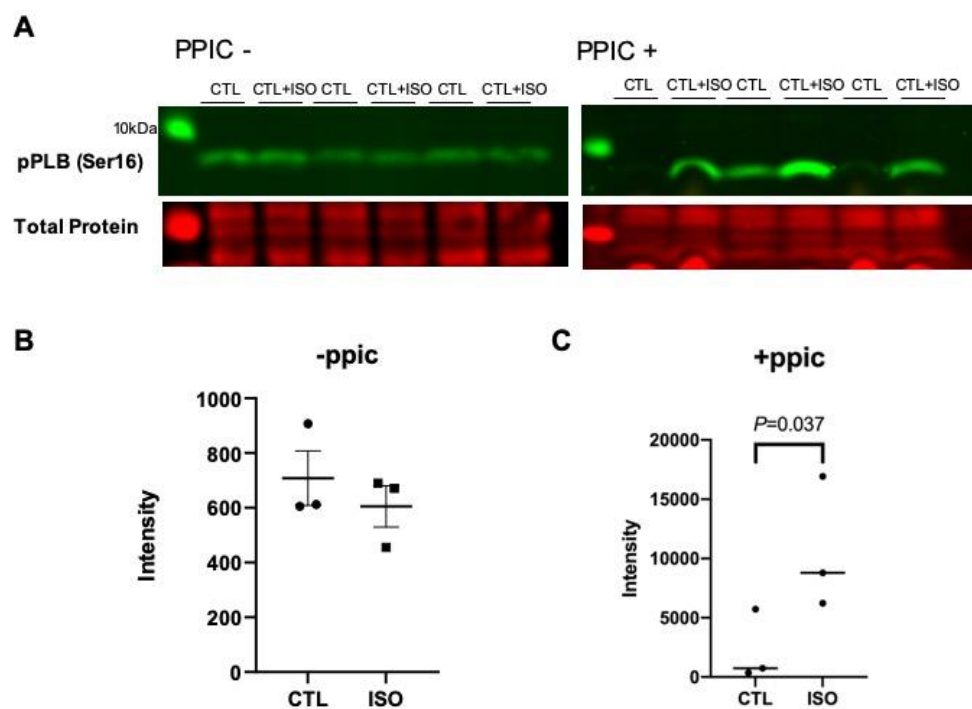 A
PPIC -
PPIC +
CTL CTL+ISO CTL CTL+ISO CTL CTL+ISO
CTL CTL+ISO CTL CTL+ISO CTL CTL+ISO
10kDa
pPLB (Ser16)
Total Protein
B
-ppic
1000
800
600
400
200
0
Intensity
CTL ISO
C
+ppic
P=0.037
20000
15000
10000
5000
0
Intensity
CTL ISO